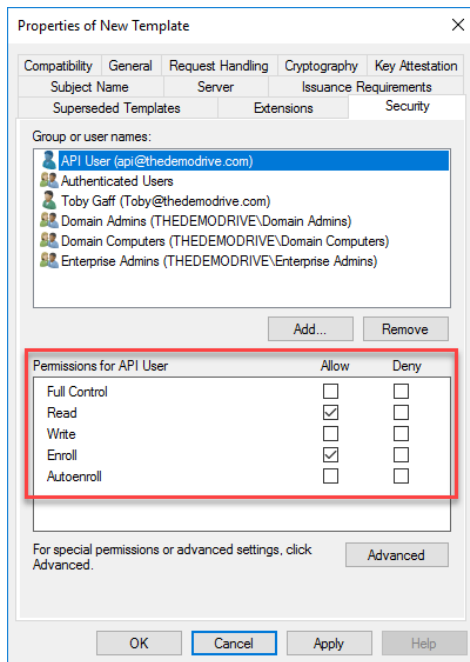 Properties of New Template
Compatibility General Request Handling Cryptography Key Attestation
Subject Name Server Issuance Requirements
Superseded Templates Extensions Security
Group or user names:
API User (api@thedemodrive.com)
Authenticated Users
Toby Gaff (Toby@thedemodrive.com)
Domain Admins (THEDEMODRIVE\Domain Admins)
Domain Computers (THEDEMODRIVE\Domain Computers)
Enterprise Admins (THEDEMODRIVE\Enterprise Admins)
Add... Remove
Permissions for API User Allow Deny
Full Control
Read
Write
Enroll
Autoenroll
For special permissions or advanced settings, click
Advanced. Advanced
OK Cancel Apply Help